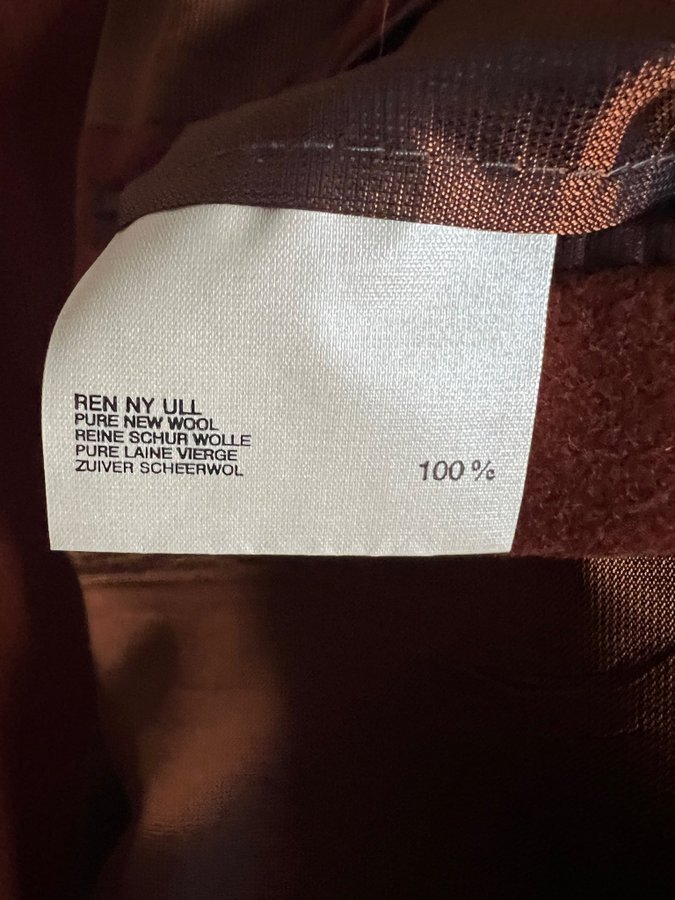 REN NY ULL
PURE NEW WOOL
REINE SCHUR WOLLE
PURE LAINE VIERGE
ZUIVER SCHEERWOL
100 %